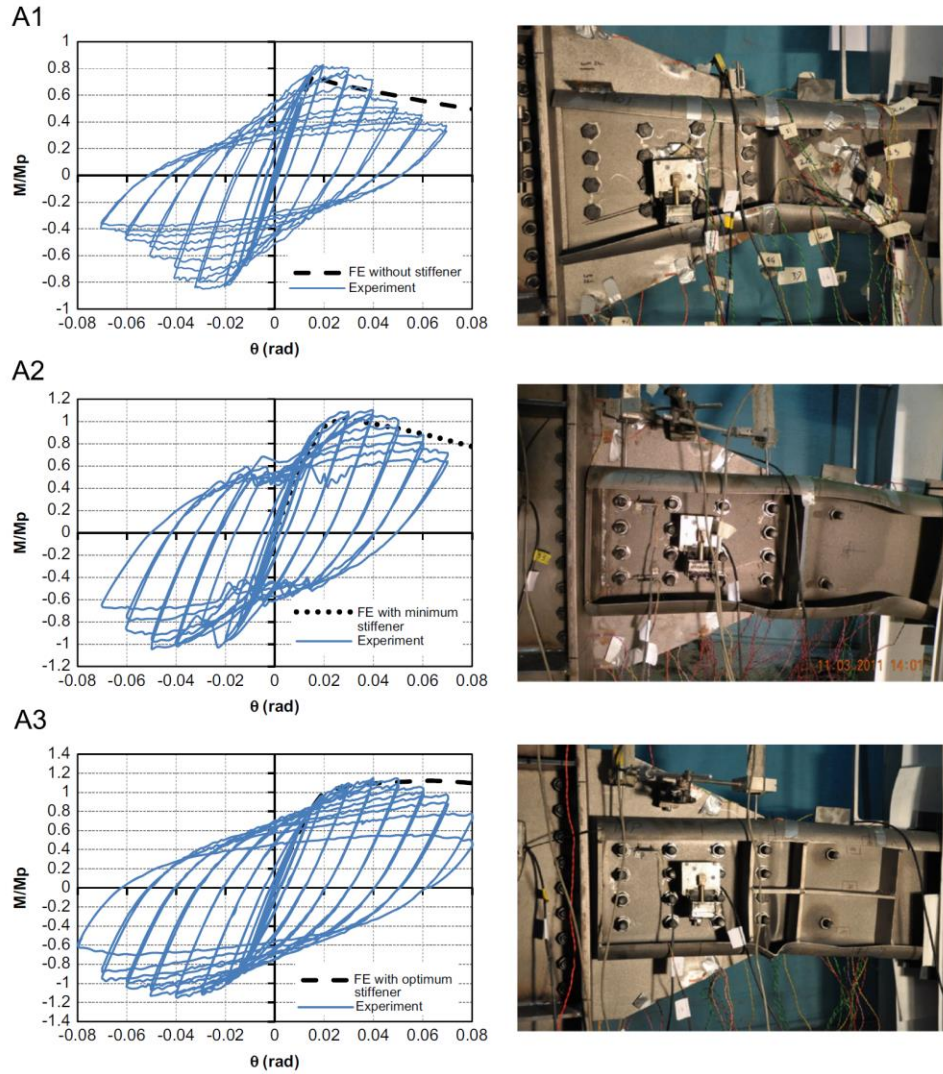 A1
M/Mp
1
0.8
0.6
0.4
0.2
0
-0.2
-0.4
-0.6
-0.8
-1
FE without stiffener
Experiment
-0.08 -0.06 -0.04 -0.02 0 0.02 0.04 0.06 0.08
θ (rad)
A2
M/Mp
1.2
1
0.8
0.6
0.4
0.2
0
-0.2
-0.4
-0.6
-0.8
-1
-1.2
FE with minimum
stiffener
Experiment
-0.08 -0.06 -0.04 -0.02 0 0.02 0.04 0.06 0.08
θ (rad)
11.03.2011 14:01
A3
M/Mp
1.4
1.2
1
0.8
0.6
0.4
0.2
0
-0.2
-0.4
-0.6
-0.8
-1
-1.2
-1.4
FE with optimum
stiffener
Experiment
-0.08 -0.06 -0.04 -0.02 0 0.02 0.04 0.06 0.08
θ (rad)